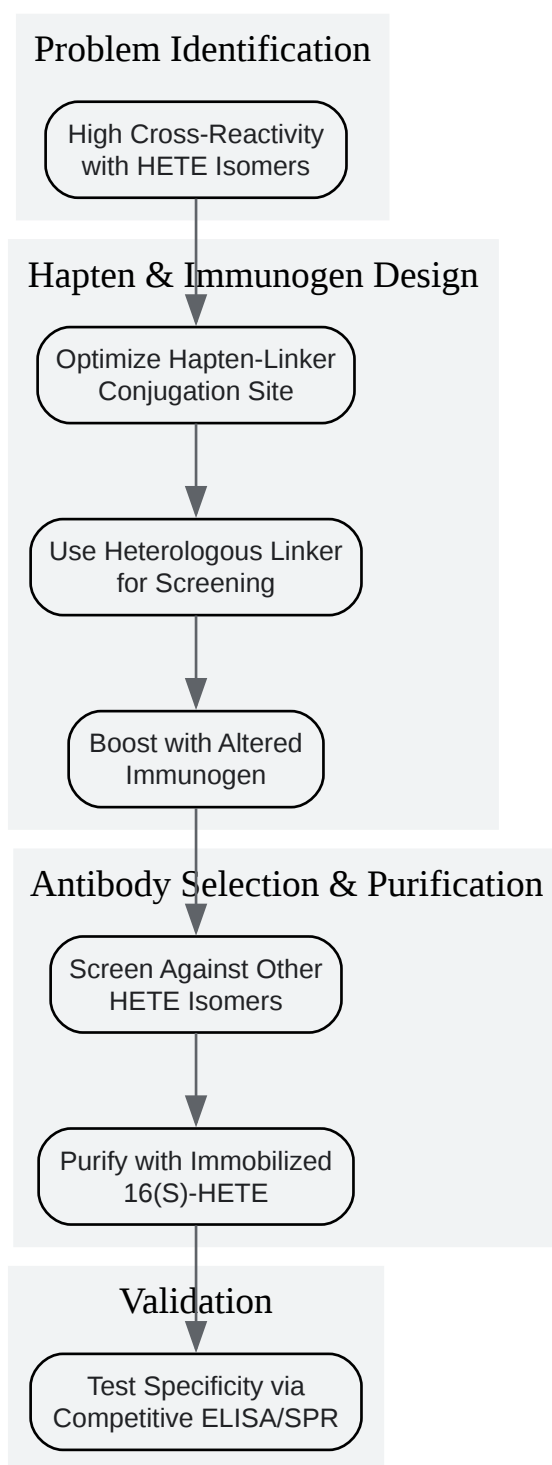 Problem Identification
High Cross-Reactivity
with HETE Isomers
Hapten & Immunogen Design
Optimize Hapten-Linker
Conjugation Site
Use Heterologous Linker
for Screening
Boost with Altered
Immunogen
Antibody Selection & Purification
Screen Against Other
HETE Isomers
Purify with Immobilized
16(S)-HETE
Validation
Test Specificity via
Competitive ELISA/SPR